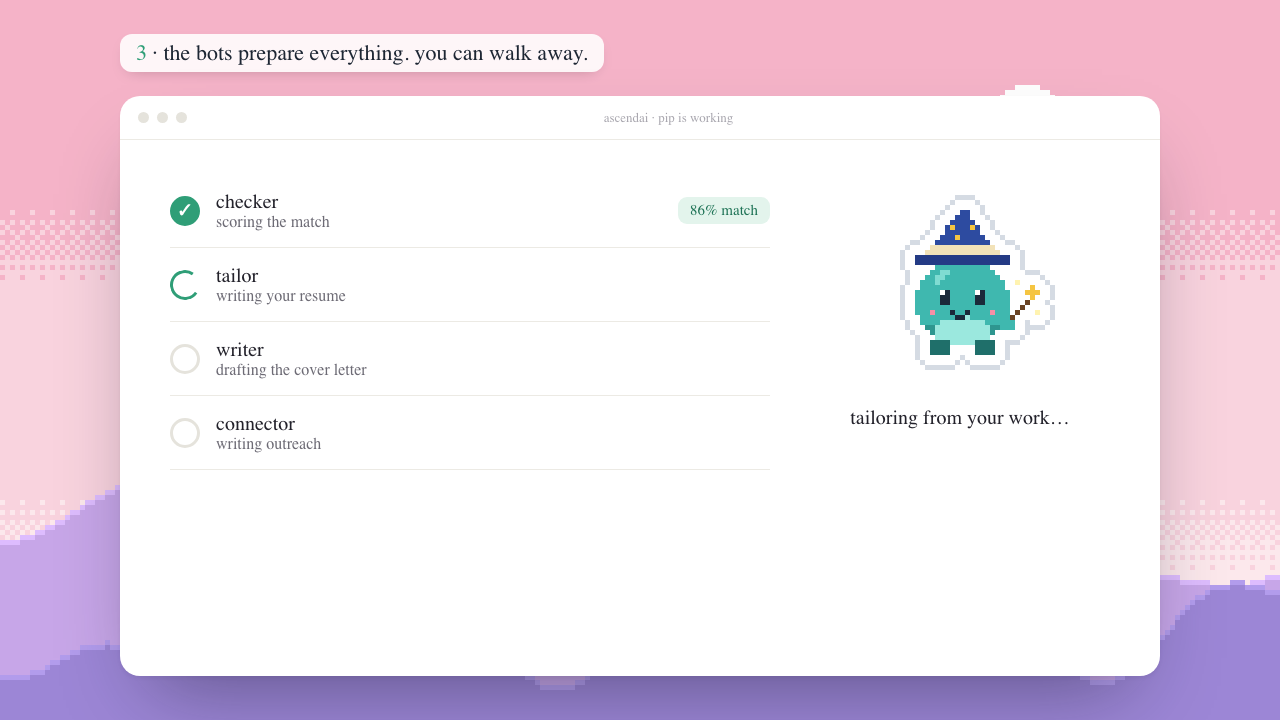 3 · the bots prepare everything. you can walk away.
ascendai · pip is working
checker
scoring the match
86% match
tailor
writing your resume
writer
drafting the cover letter
connector
writing outreach
tailoring from your work…